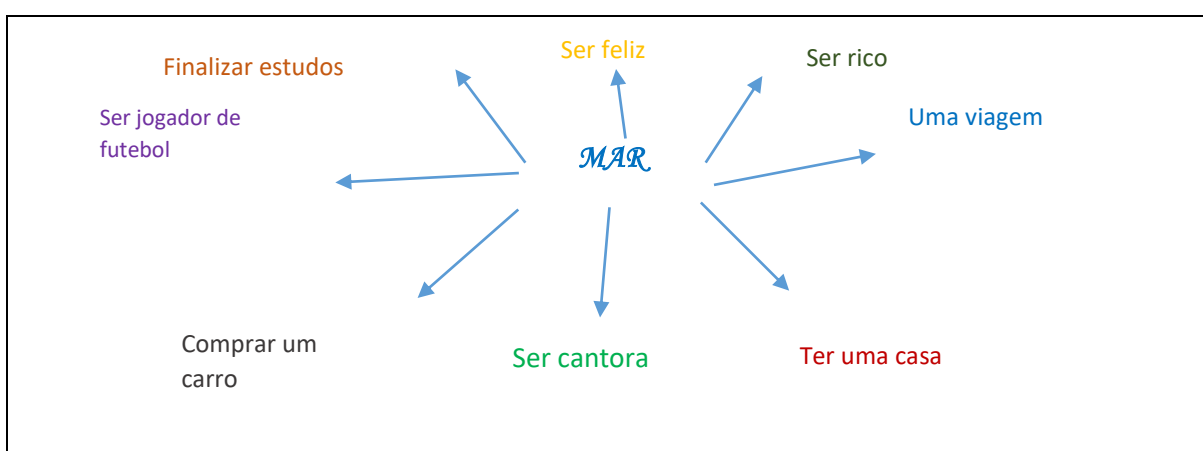 Ser feliz
Ser rico
Finalizar estudos
Ser jogador de
futebol
Uma viagem
MAR
Comprar um
carro
Ser cantora
Ter uma casa